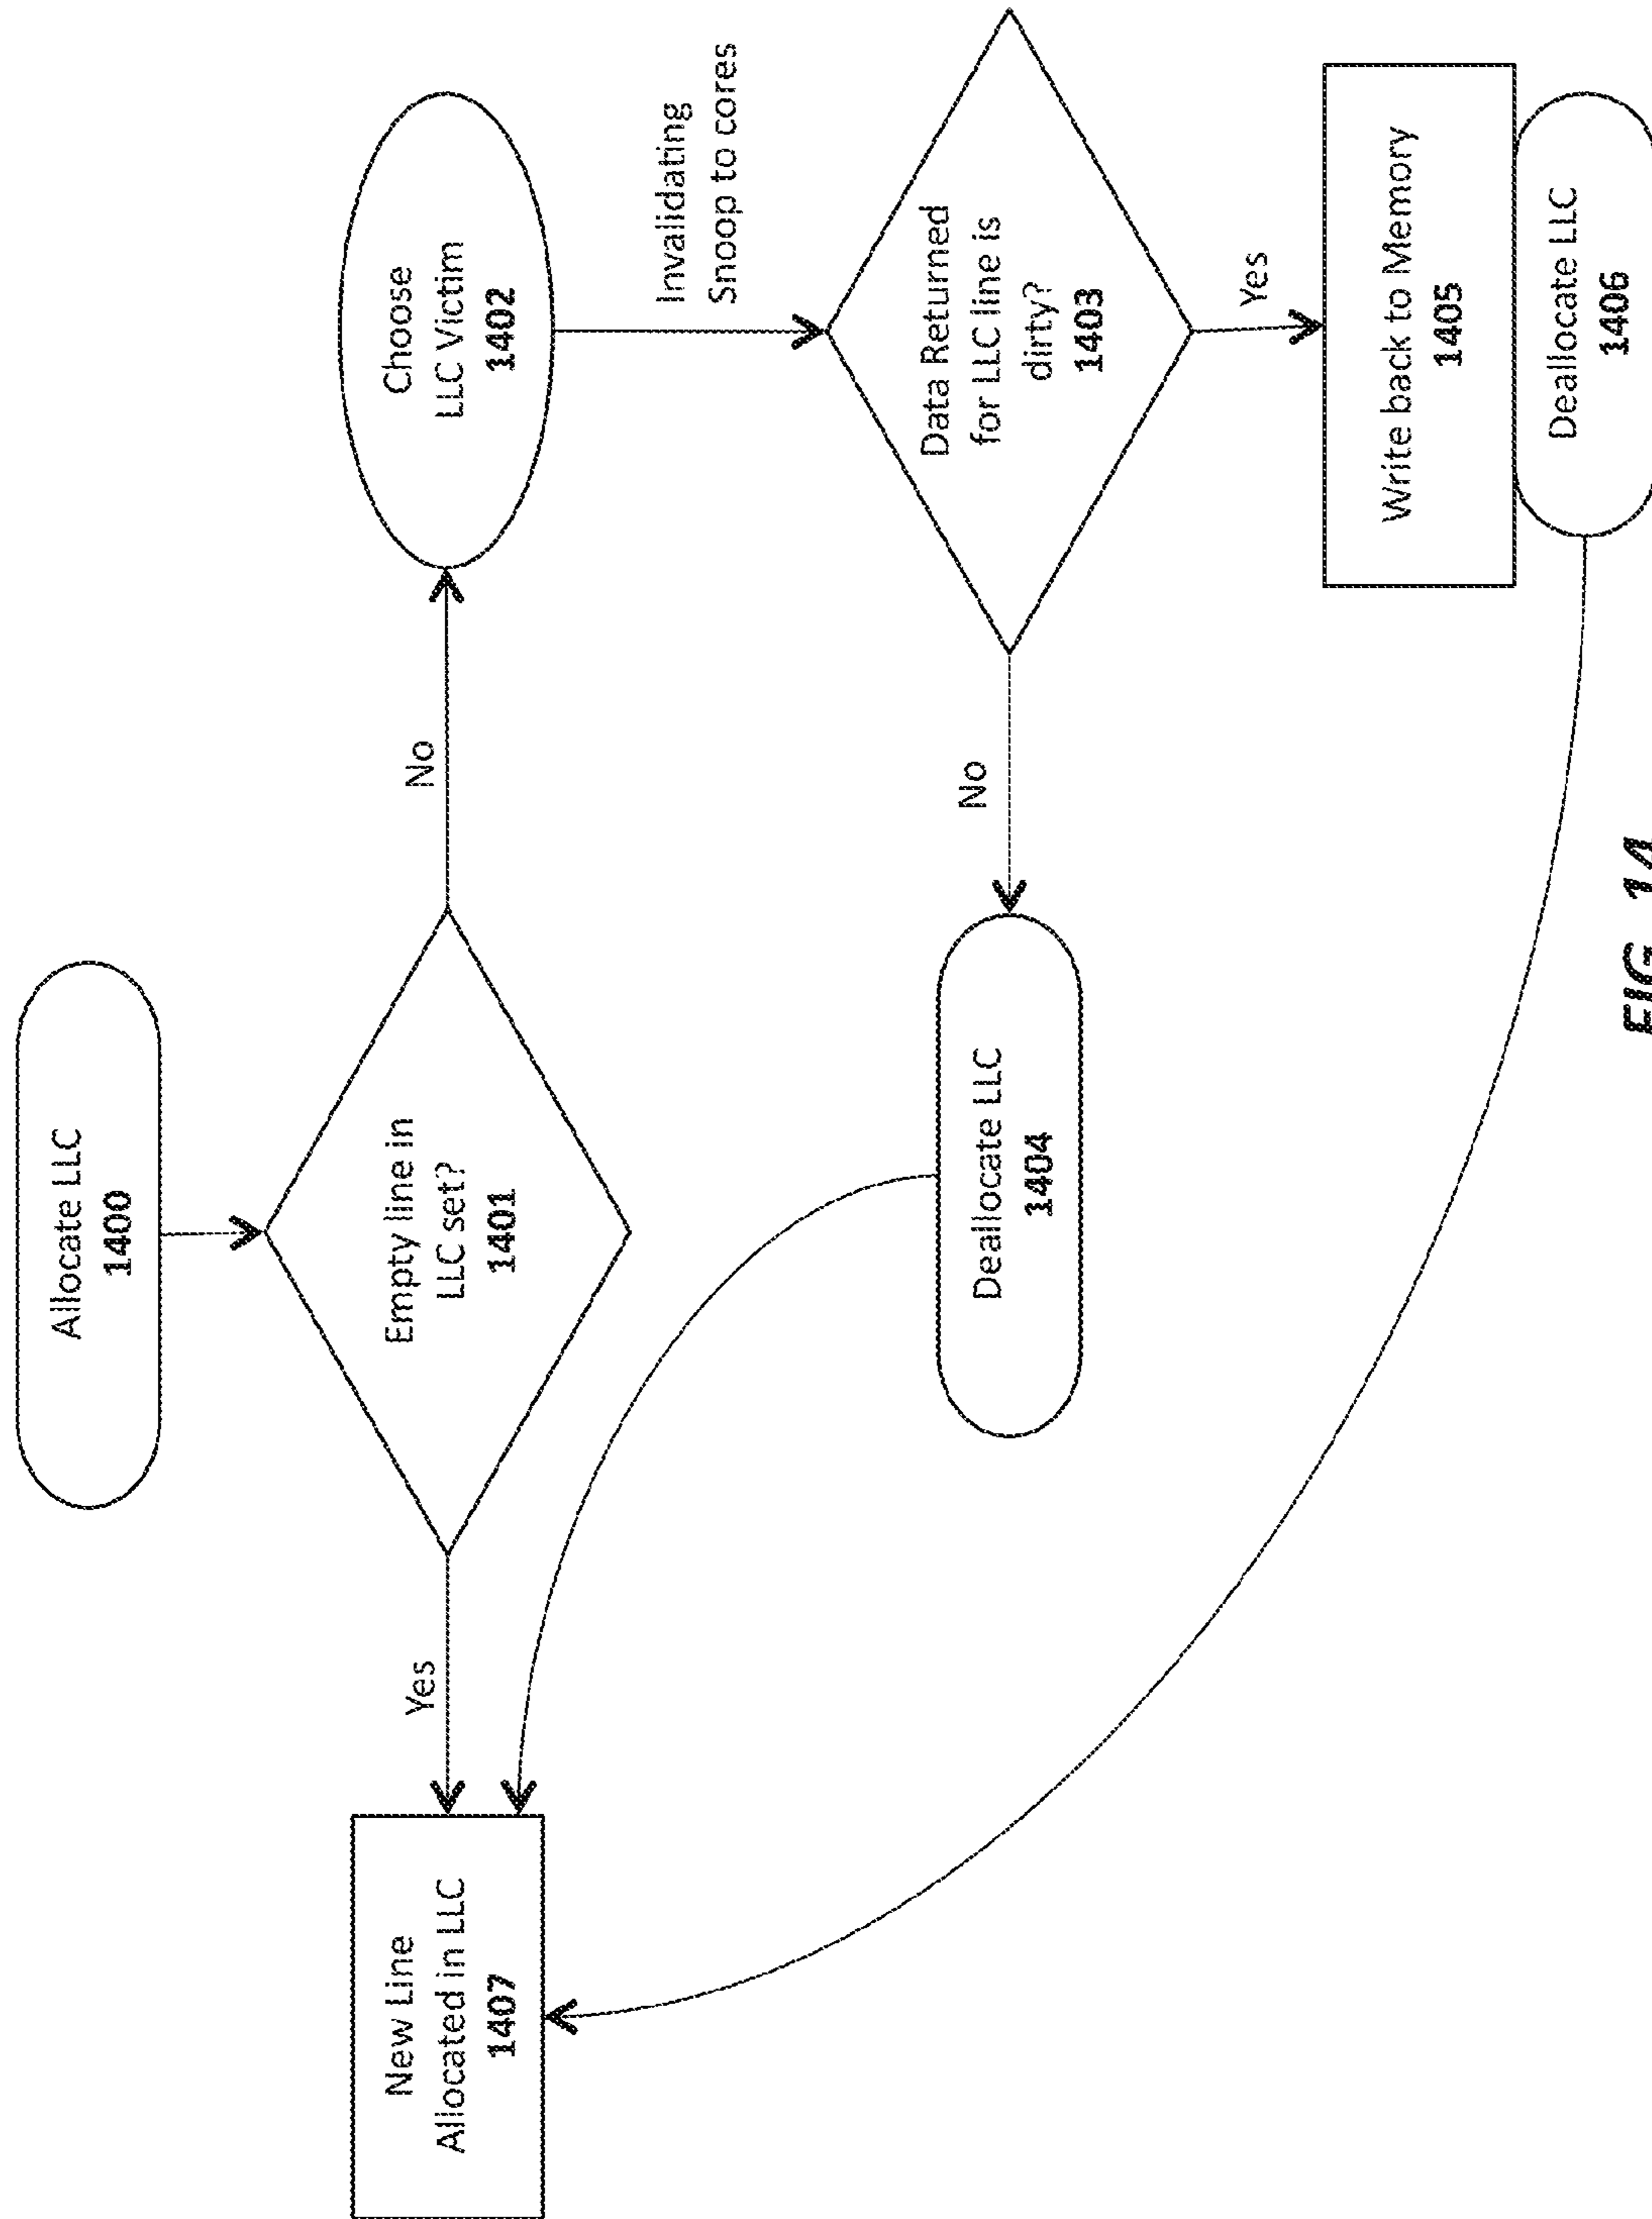 Allocate LLC
1400
Empty line in
LLC set?
1401
Yes
No
New Line
Allocated in LLC
1407
Choose
LLC Victim
1402
Invalidating
Snoop to cores
Data Returned
for LLC line is
dirty?
1403
No
Deallocate LLC
1404
Yes
Write back to Memory
1405
Deallocate LLC
1406
FIG. 14